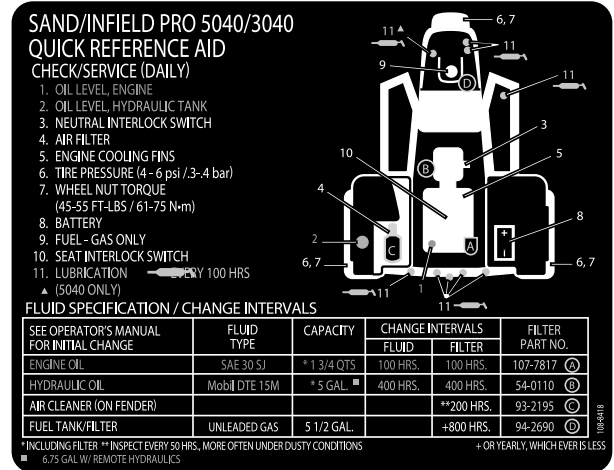 SAND/INFIELD PRO 5040/3040
QUICK REFERENCE AID
CHECK/SERVICE (DAILY)
1. OIL LEVEL, ENGINE
2. OIL LEVEL, HYDRAULIC TANK
3. NEUTRAL INTERLOCK SWITCH
4. AIR FILTER
5. ENGINE COOLING FINS
6. TIRE PRESSURE (4 - 6 psi /.3-.4 bar)
7. WHEEL NUT TORQUE
(45-55 FT-LBS / 61-75 N•m)
8. BATTERY
9. FUEL - GAS ONLY
10. SEAT INTERLOCK SWITCH
11. LUBRICATION EVERY 100 HRS
▲ (5040 ONLY)
6, 7
11 ▲
11
9
D
11
3
B
10
5
4
8
2
C
A
+
-
6, 7
6, 7
11
1
11
FLUID SPECIFICATION / CHANGE INTERVALS
SEE OPERATOR'S MANUAL FOR INITIAL CHANGE FLUID TYPE CAPACITY CHANGE INTERVALS FILTER PART NO.
FLUID FILTER
ENGINE OIL SAE 30 SJ * 1 3/4 QTS 100 HRS. 100 HRS. 107-7817 A
HYDRAULIC OIL Mobil DTE 15M * 5 GAL. ■ 400 HRS. 400 HRS. 54-0110 B
AIR CLEANER (ON FENDER) **200 HRS. 93-2195 C
FUEL TANK/FILTER UNLEADED GAS 5 1/2 GAL. +800 HRS. 94-2690 D
* INCLUDING FILTER ** INSPECT EVERY 50 HRS., MORE OFTEN UNDER DUSTY CONDITIONS + OR YEARLY, WHICH EVER IS LESS
■ 6.75 GAL W/ REMOTE HYDRAULICS
108-8418